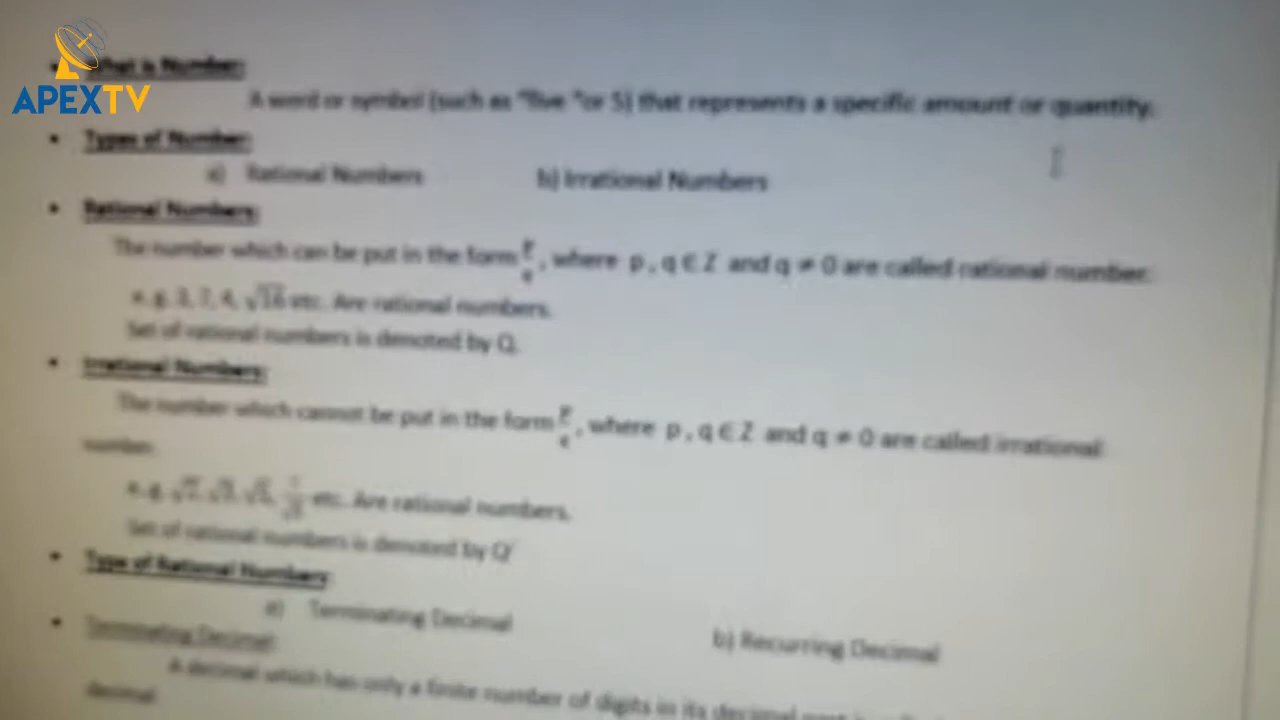 APEXTV
• What is Number:
A word or symbol (such as "five "or 5) that represents a specific amount or quantity.
• Types of Number:
a) Rational Numbers b) Irrational Numbers
• Rational Numbers:
The number which can be put in the form p/q, where p, q ∈ Z and q ≠ 0 are called rational number.
e.g. 3, 7, 4, √16 etc. Are rational numbers.
Set of rational numbers is denoted by Q.
• Irrational Numbers:
The number which cannot be put in the form p/q, where p, q ∈ Z and q ≠ 0 are called irrational
number.
e.g. etc. Are rational numbers.
Set of rational numbers is denoted by Q'
• Type of Rational Numbers
a) Terminating Decimal b) Recurring Decimal
• Terminating Decimal:
A decimal which has only a finite number of digits in its decimal part
decimal.